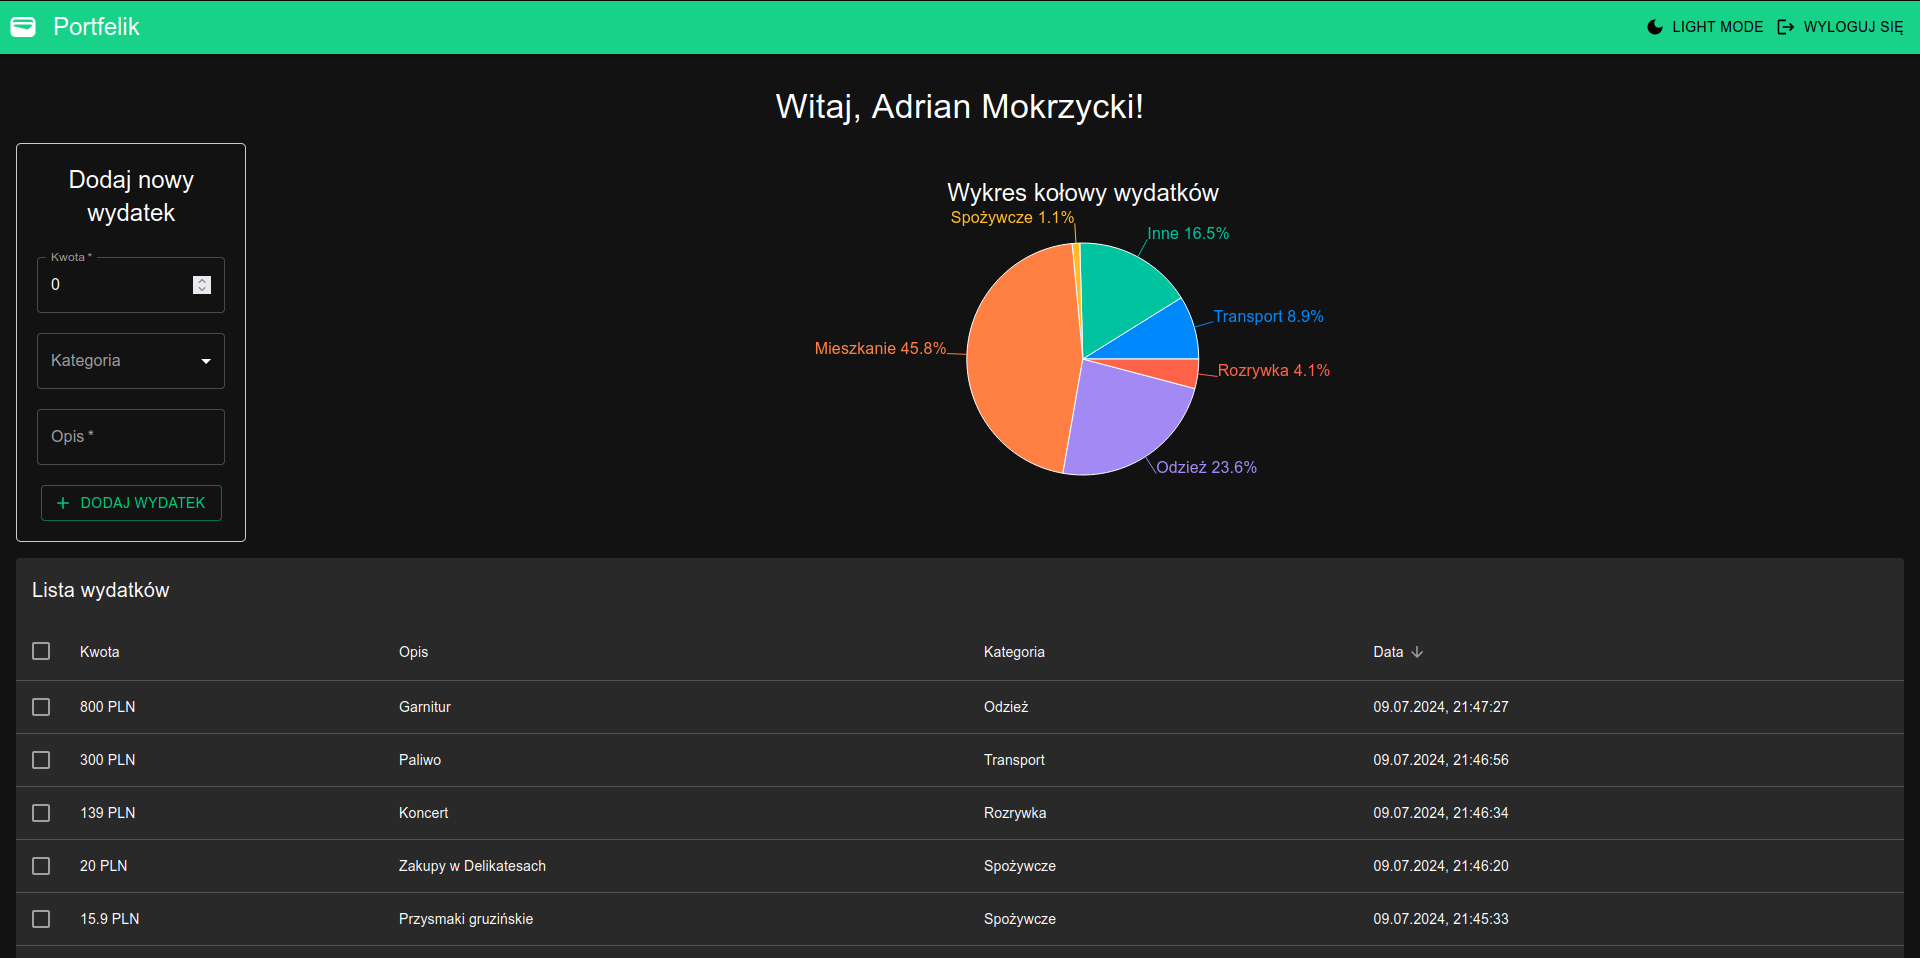 Portfelik
LIGHT MODE
WYLOGUJ SIĘ
Witaj, Adrian Mokrzycki!
Dodaj nowy
wydatek
Kwota *
0
Kategoria
Opis *
DODAJ WYDATEK
Wykres kołowy wydatków
Spożywcze 1.1%
Inne 16.5%
Transport 8.9%
Mieszkanie 45.8%
Rozrywka 4.1%
Odzież 23.6%
Lista wydatków
Kwota Opis Kategoria Data
800 PLN Garnitur Odzież 09.07.2024, 21:47:27
300 PLN Paliwo Transport 09.07.2024, 21:46:56
139 PLN Koncert Rozrywka 09.07.2024, 21:46:34
20 PLN Zakupy w Delikatesach Spożywcze 09.07.2024, 21:46:20
15.9 PLN Przysmaki gruzińskie Spożywcze 09.07.2024, 21:45:33